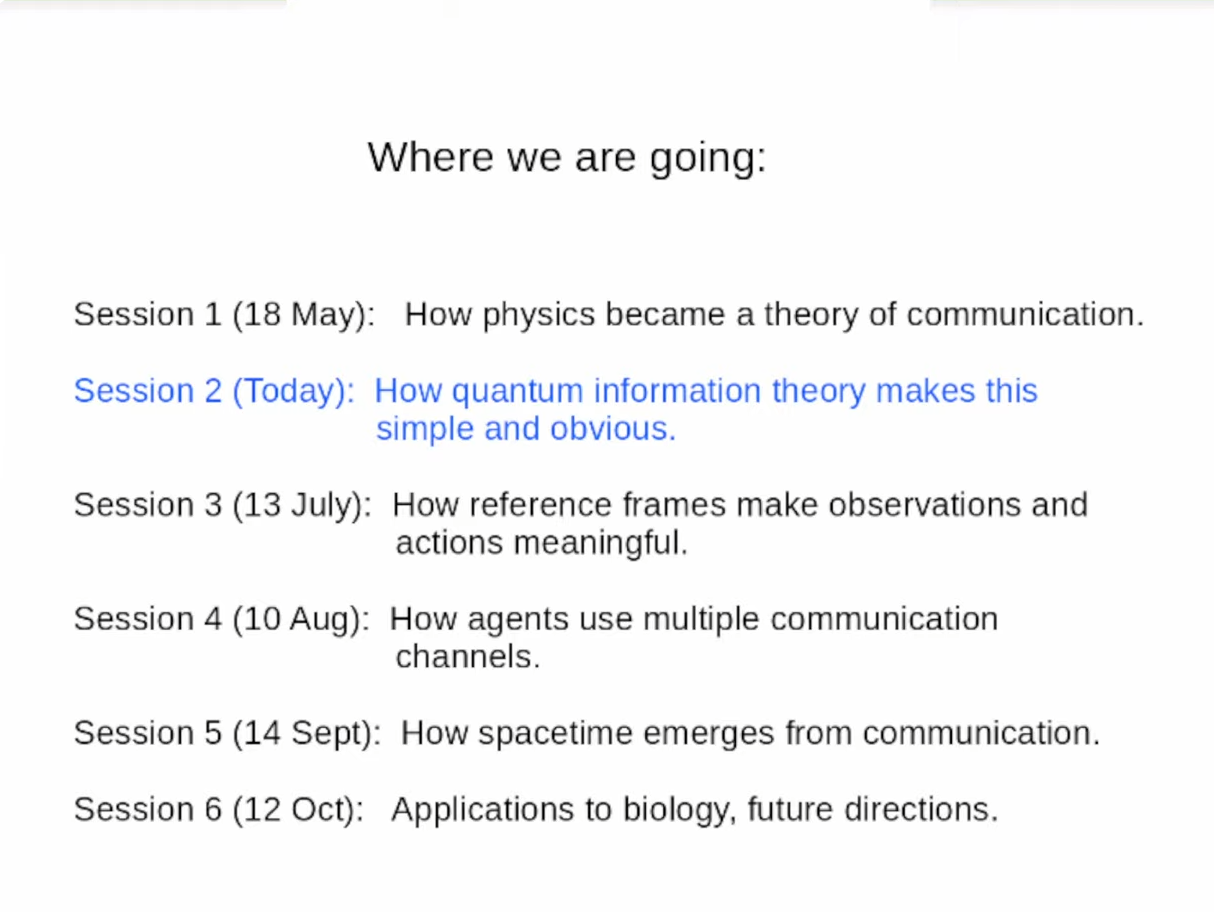 Where we are going:
Session 1 (18 May): How physics became a theory of communication.
Session 2 (Today): How quantum information theory makes this
simple and obvious.
Session 3 (13 July): How reference frames make observations and
actions meaningful.
Session 4 (10 Aug): How agents use multiple communication
channels.
Session 5 (14 Sept): How spacetime emerges from communication.
Session 6 (12 Oct): Applications to biology, future directions.